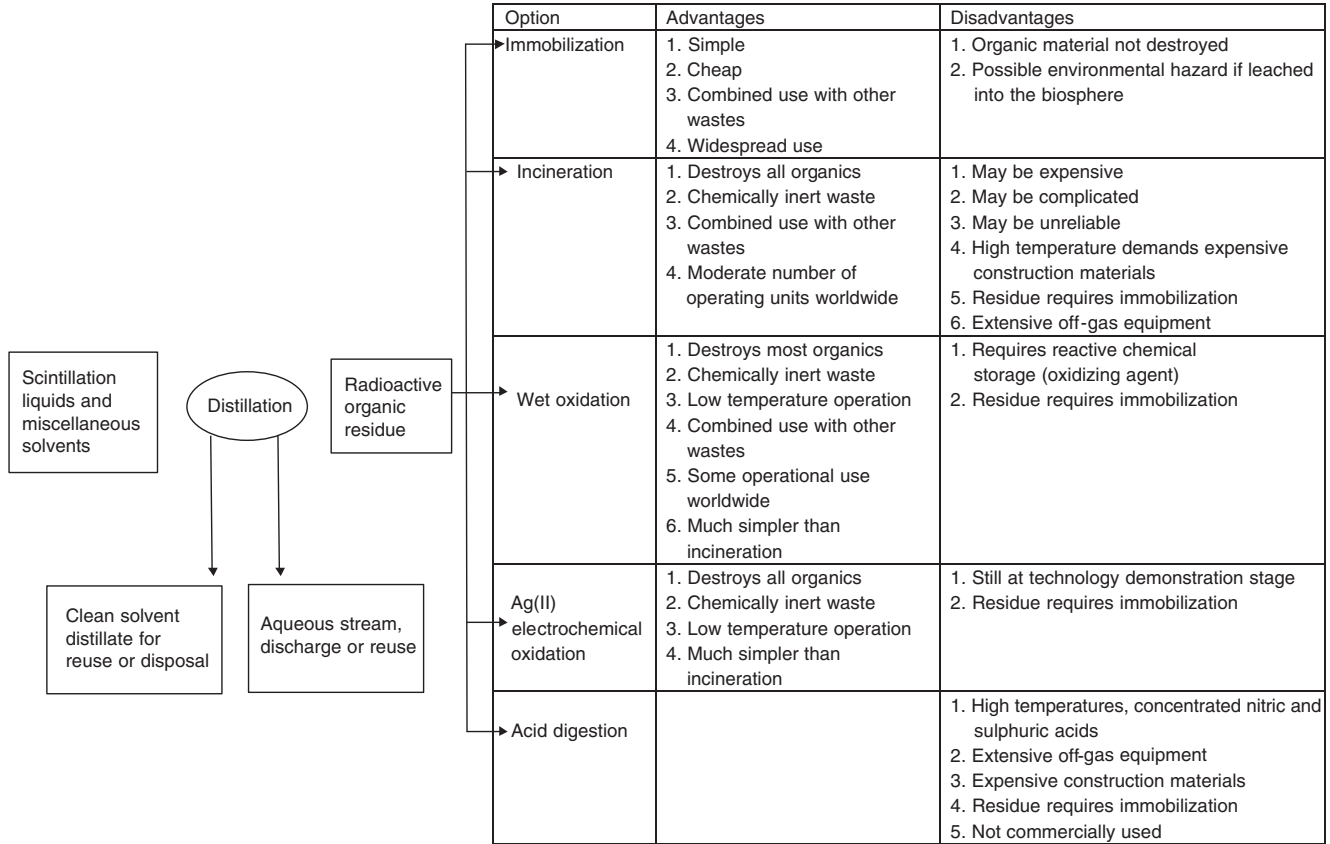 Option
Advantages
Disadvantages
Immobilization
1. Simple
2. Cheap
3. Combined use with other
wastes
4. Widespread use
1. Organic material not destroyed
2. Possible environmental hazard if leached
into the biosphere
Incineration
1. Destroys all organics
2. Chemically inert waste
3. Combined use with other
wastes
4. Moderate number of
operating units worldwide
1. May be expensive
2. May be complicated
3. May be unreliable
4. High temperature demands expensive
construction materials
5. Residue requires immobilization
6. Extensive off-gas equipment
Scintillation
liquids and
miscellaneous
solvents
Distillation
Radioactive
organic
residue
Wet oxidation
1. Destroys most organics
2. Chemically inert waste
3. Low temperature operation
4. Combined use with other
wastes
5. Some operational use
worldwide
6. Much simpler than
incineration
1. Requires reactive chemical
storage (oxidizing agent)
2. Residue requires immobilization
Clean solvent
distillate for
reuse or disposal
Aqueous stream,
discharge or reuse
Ag(II)
electrochemical
oxidation
1. Destroys all organics
2. Chemically inert waste
3. Low temperature operation
4. Much simpler than
incineration
1. Still at technology demonstration stage
2. Residue requires immobilization
Acid digestion
1. High temperatures, concentrated nitric and
sulphuric acids
2. Extensive off-gas equipment
3. Expensive construction materials
4. Residue requires immobilization
5. Not commercially used